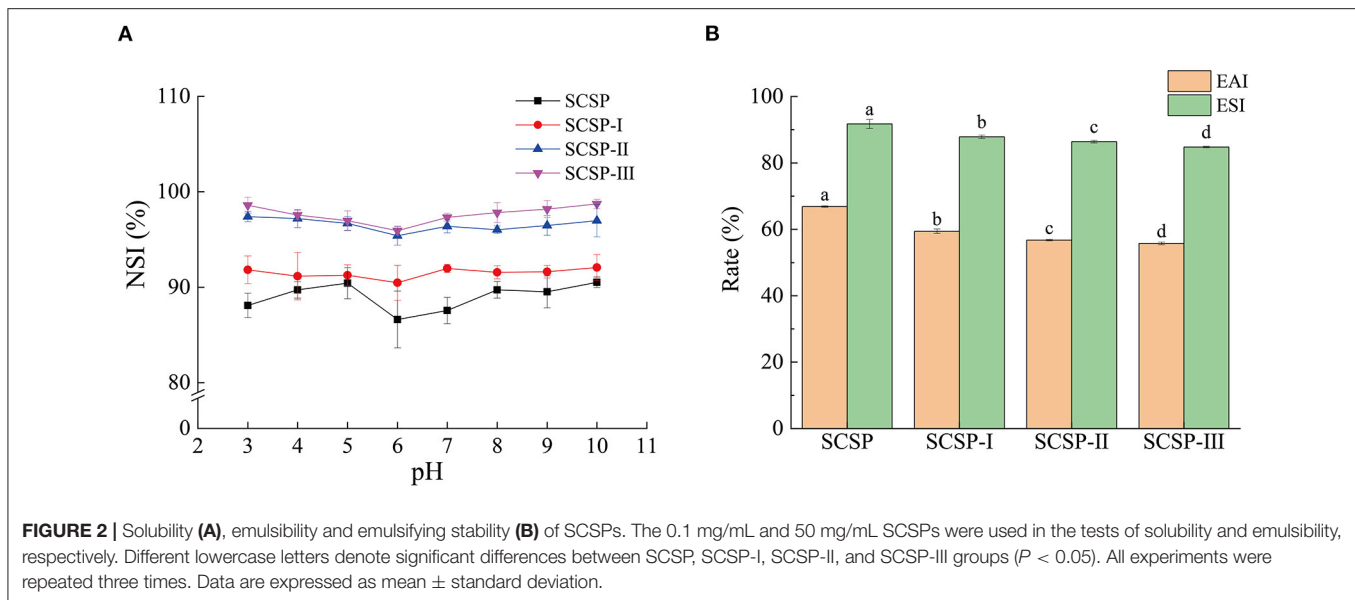 A
110
100
90
80
0
NSI (%)
2 3 4 5 6 7 8 9 10 11
pH
SCSP
SCSP-I
SCSP-II
SCSP-III
B
100
80
60
40
20
0
Rate (%)
EAI
ESI
a a b b c c d d
SCSP SCSP-I SCSP-II SCSP-III
FIGURE 2 | Solubility (A), emulsibility and emulsifying stability (B) of SCSPs. The 0.1 mg/mL and 50 mg/mL SCSPs were used in the tests of solubility and emulsibility,
respectively. Different lowercase letters denote significant differences between SCSP, SCSP-I, SCSP-II, and SCSP-III groups (P < 0.05). All experiments were
repeated three times. Data are expressed as mean ± standard deviation.